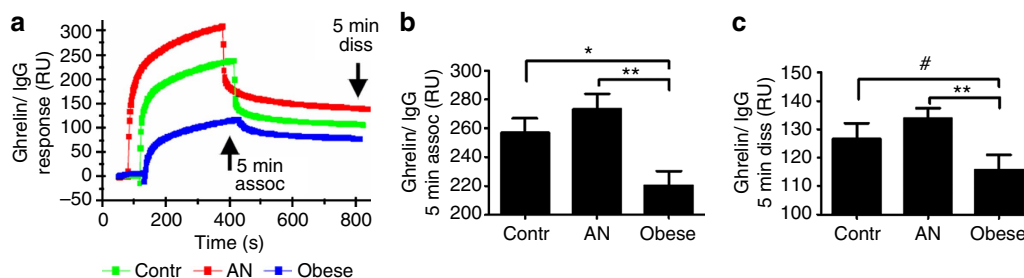 a
Ghrelin/ IgG
response (RU)
300
250
200
150
100
50
0
–50
0
200
400
600
800
Time (s)
5 min
diss
5 min
assoc
Contr
AN
Obese
b
Ghrelin/ IgG
5 min assoc (RU)
300
280
260
240
220
200
*
**
Contr
AN
Obese
c
Ghrelin/ IgG
5 min diss (RU)
150
140
130
120
110
100
#
**
Contr
AN
Obese